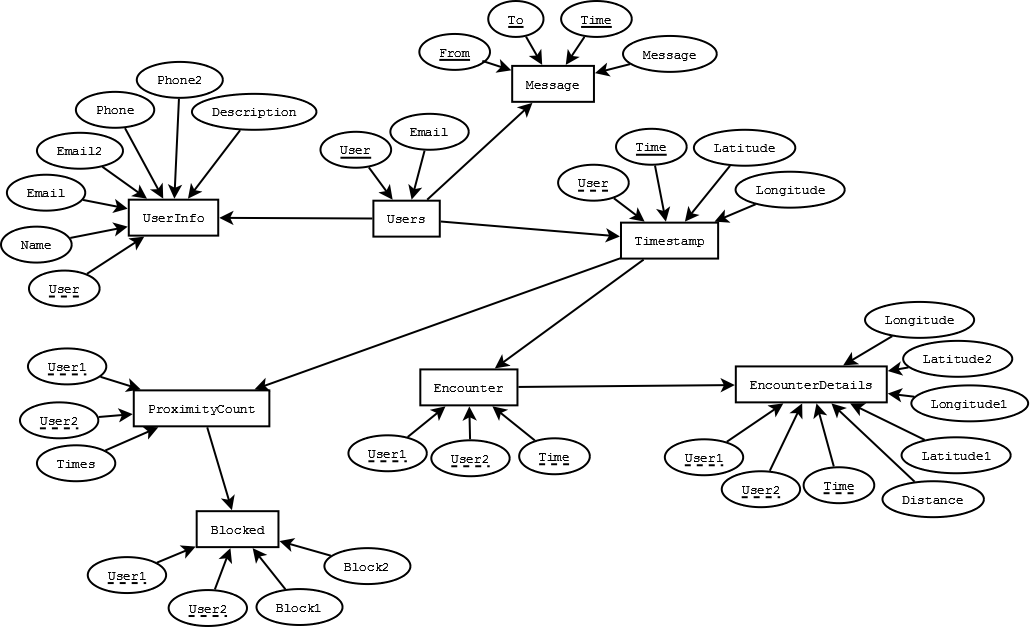 To
Time
From
Message
Message
Phone2
Phone
Description
Email2
Email
UserInfo
Name
User
User
Email
Users
Time
Latitude
User
Longitude
Timestamp
User1
User2
Times
ProximityCount
Encounter
User1
User2
Time
Longitude
Latitude2
EncounterDetails
Longitude1
Latitude1
User1
User2
Time
Distance
Blocked
User1
User2
Block1
Block2